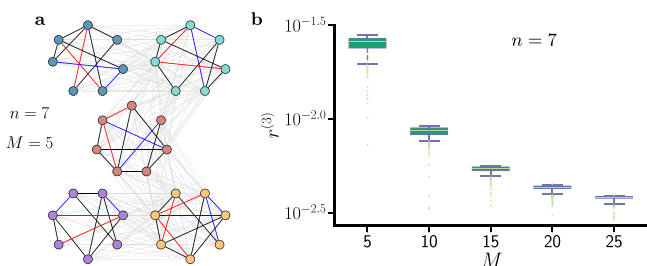 a
n = 7
M = 5
b
n = 7
r^{(3)}
10^{−1.5}
10^{−2.0}
10^{−2.5}
5 10 15 20 25
M